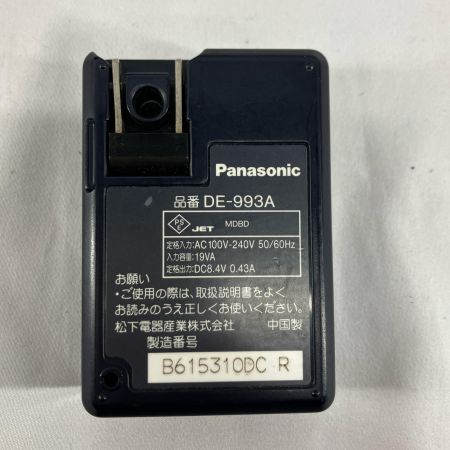 Panasonic
品番 DE-993A
PS
E
JET MDBD
定格入力:AC100V-240V 50/60Hz
入力容量:19VA
定格出力:DC8.4V 0.43A
お願い
・ご使用の際は、取扱説明書をよく
お読みのうえ正しくお使いください。
松下電器産業株式会社 中国製
製造番号
B615310DC R